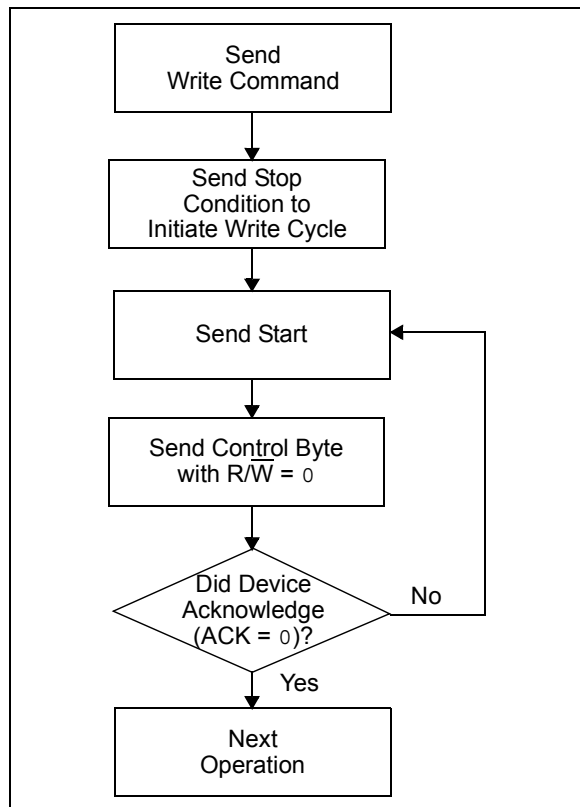 Send
Write Command
Send Stop
Condition to
Initiate Write Cycle
Send Start
Send Control Byte
with R/W̅ = 0
Did Device
Acknowledge
(ACK = 0)?
No
Yes
Next
Operation